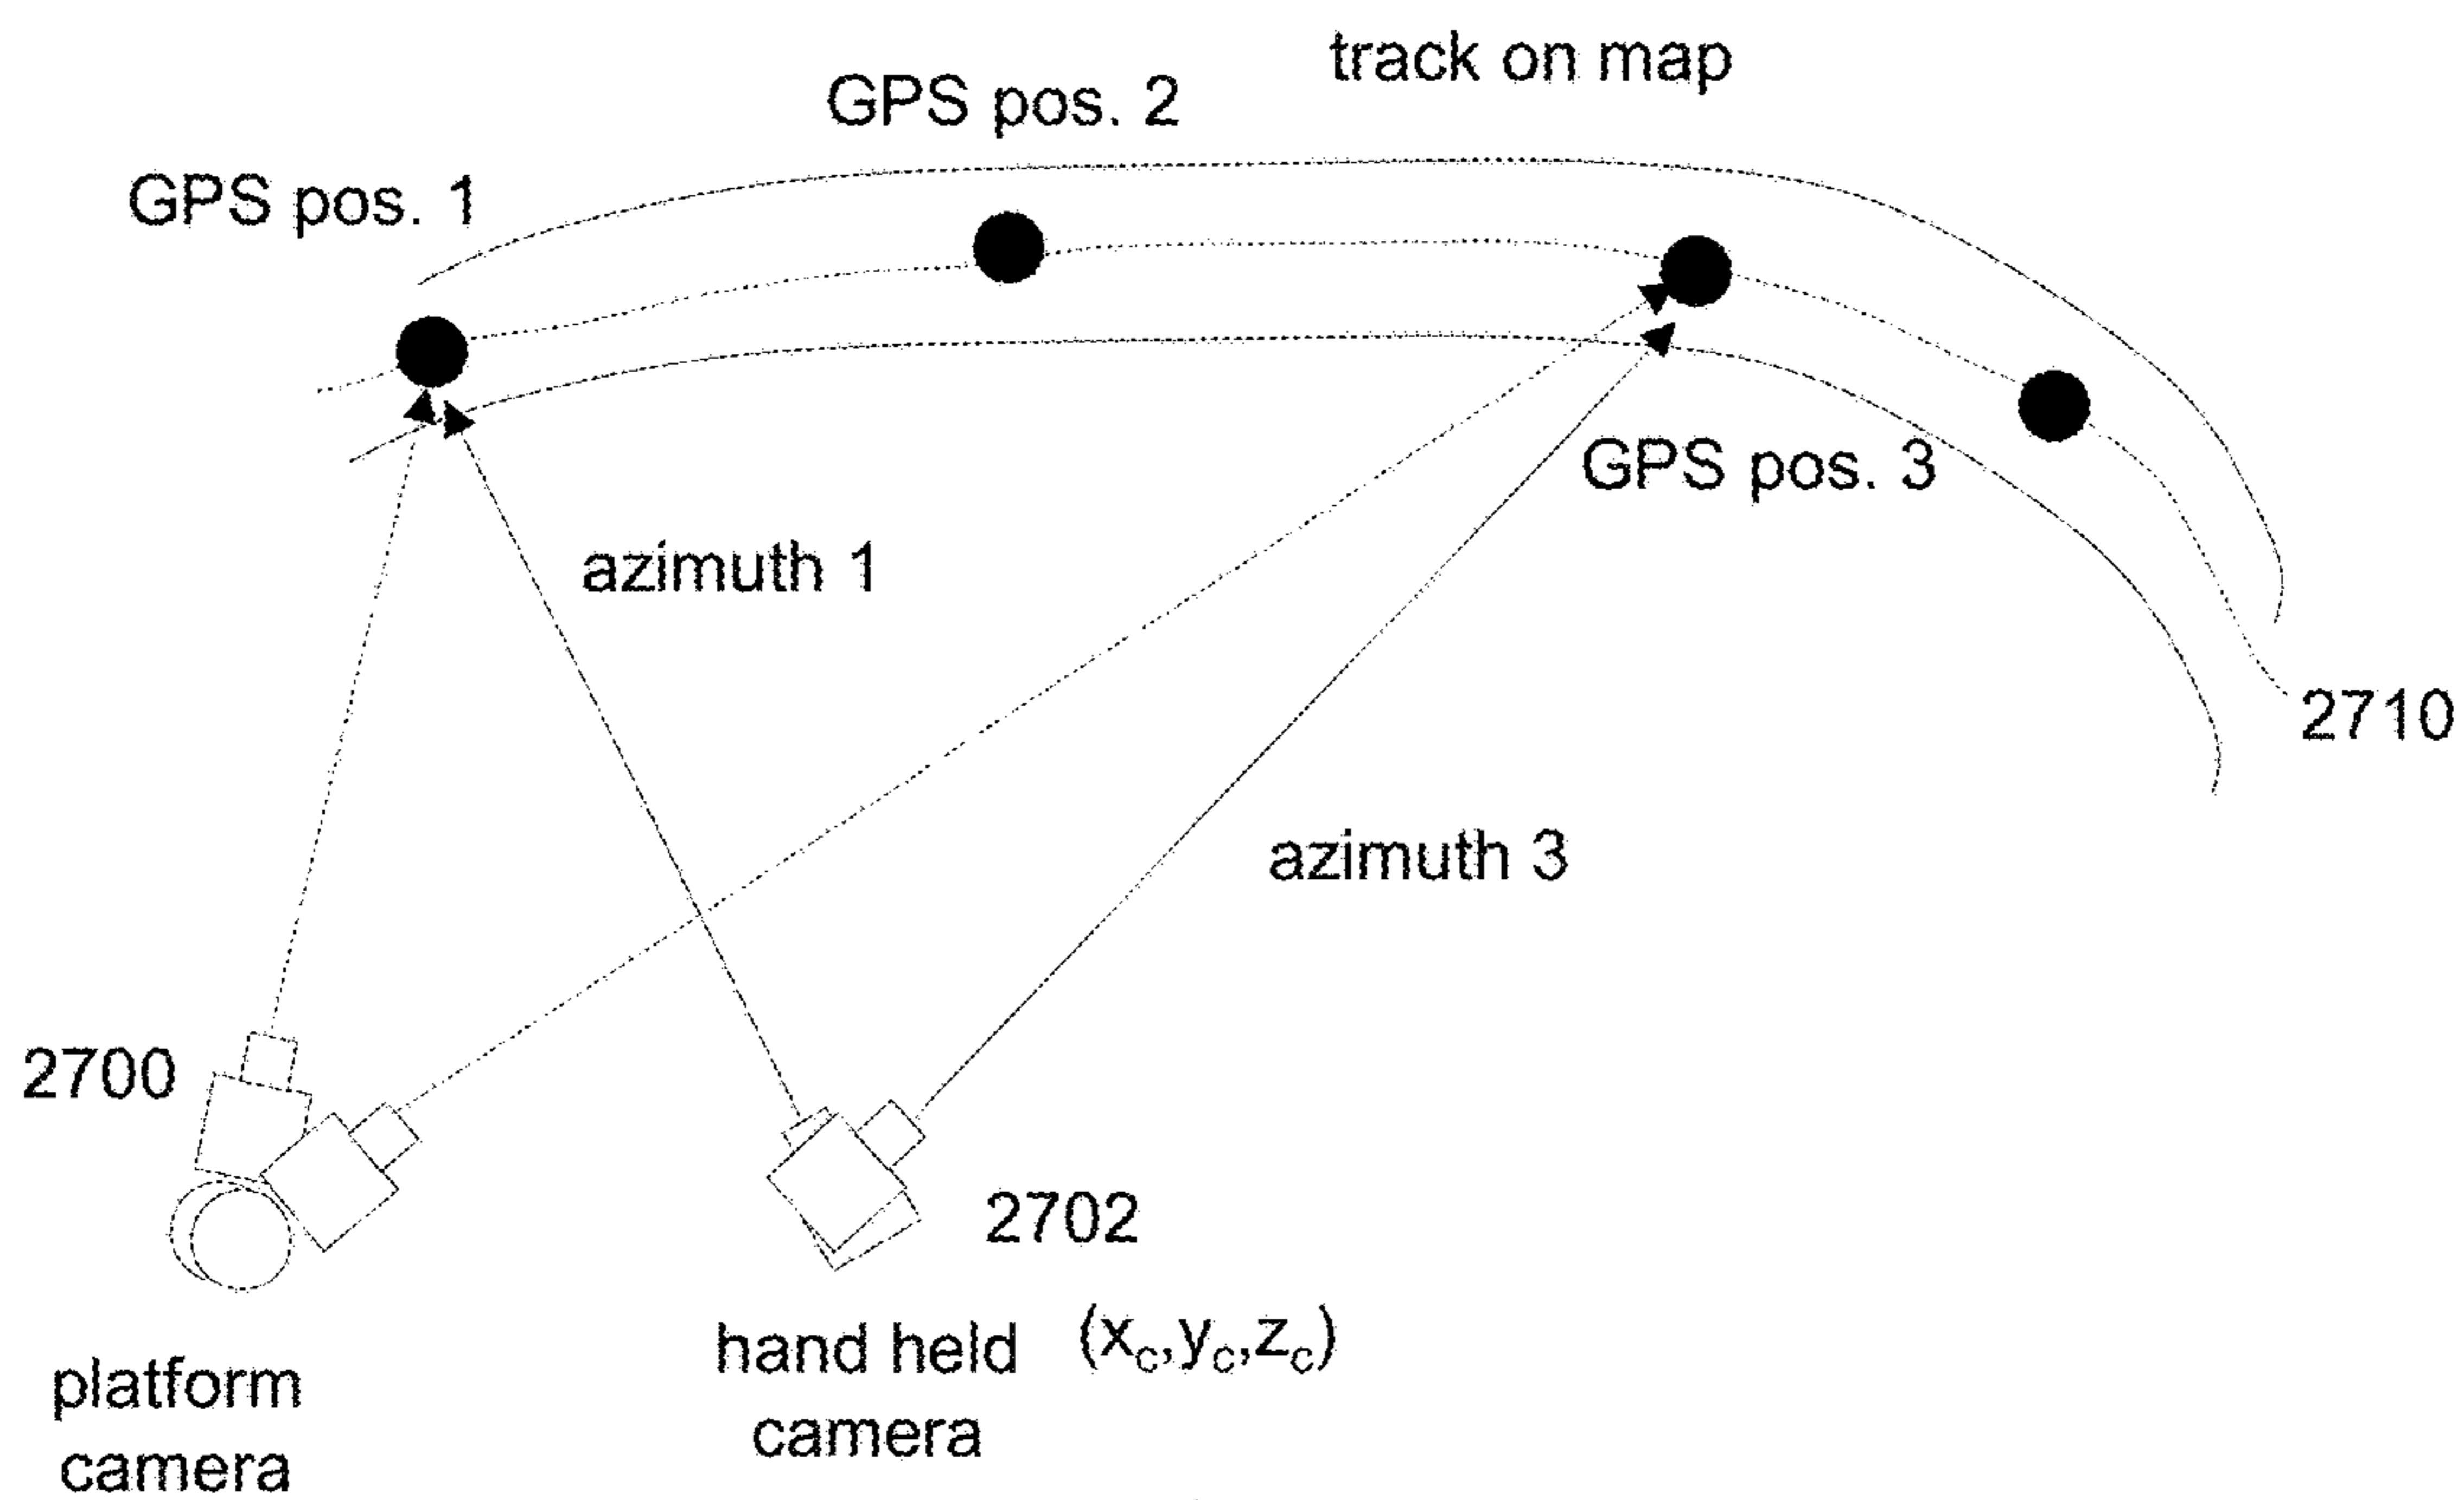 track on map
GPS pos. 2
GPS pos. 1
GPS pos. 3
azimuth 1
2710
azimuth 3
2700
2702
hand held (xc,yc,zc)
camera
platform
camera